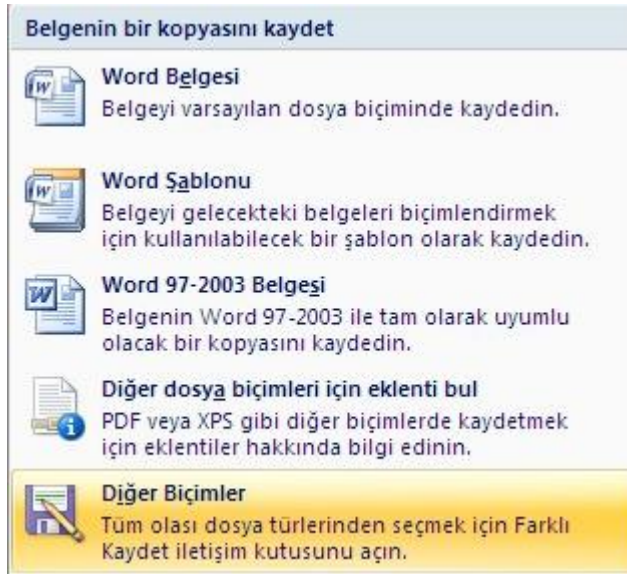 Belgenin bir kopyasını kaydet
Word Belgesi
Belgeyi varsayılan dosya biçiminde kaydedin.
Word Şablonu
Belgeyi gelecekteki belgeleri biçimlendirmek
için kullanılabilecek bir şablon olarak kaydedin.
Word 97-2003 Belgesi
Belgenin Word 97-2003 ile tam olarak uyumlu
olacak bir kopyasını kaydedin.
Diğer dosya biçimleri için eklenti bul
PDF veya XPS gibi diğer biçimlerde kaydetmek
için eklentiler hakkında bilgi edinin.
Diğer Biçimler
Tüm olası dosya türlerinden seçmek için Farklı
Kaydet iletişim kutusunu açın.